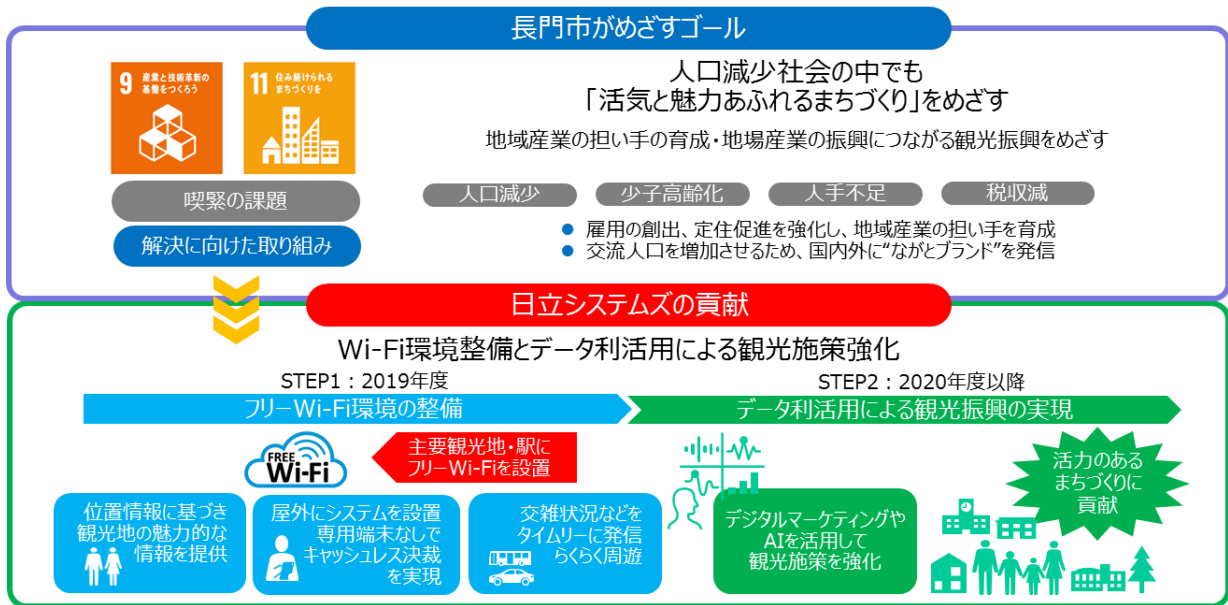 長門市がめざすゴール
9 産業と技術革新の
基盤をつくろう
11 住み続けられる
まちづくりを
人口減少社会の中でも
「活気と魅力あふれるまちづくり」をめざす
地域産業の担い手の育成・地場産業の振興につながる観光振興をめざす
喫緊の課題
人口減少
少子高齢化
人手不足
税収減
解決に向けた取り組み
● 雇用の創出、定住促進を強化し、地域産業の担い手を育成
● 交流人口を増加させるため、国内外に“ながとブランド”を発信
日立システムズの貢献
Wi-Fi環境整備とデータ利活用による観光施策強化
STEP1：2019年度
STEP2：2020年度以降
フリーWi-Fi環境の整備
データ利活用による観光振興の実現
FREE
Wi-Fi
主要観光地・駅に
フリーWi-Fiを設置
位置情報に基づき
観光地の魅力的な
情報を提供
屋外にシステムを設置
専用端末なしで
キャッシュレス決裁
を実現
交雑状況などを
タイムリーに発信
らくらく周遊
デジタルマーケティングや
AIを活用して
観光施策を強化
活力のある
まちづくりに
貢献